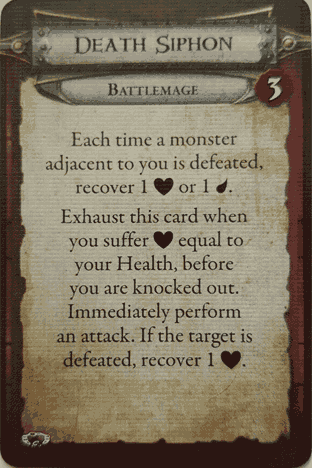 DEATH SIPHON
BATTLEMAGE
3
Each time a monster
adjacent to you is defeated,
recover 1 ♥ or 1 .
Exhaust this card when
you suffer ♥ equal to
your Health, before
you are knocked out.
Immediately perform
an attack. If the target is
defeated, recover 1 ♥.